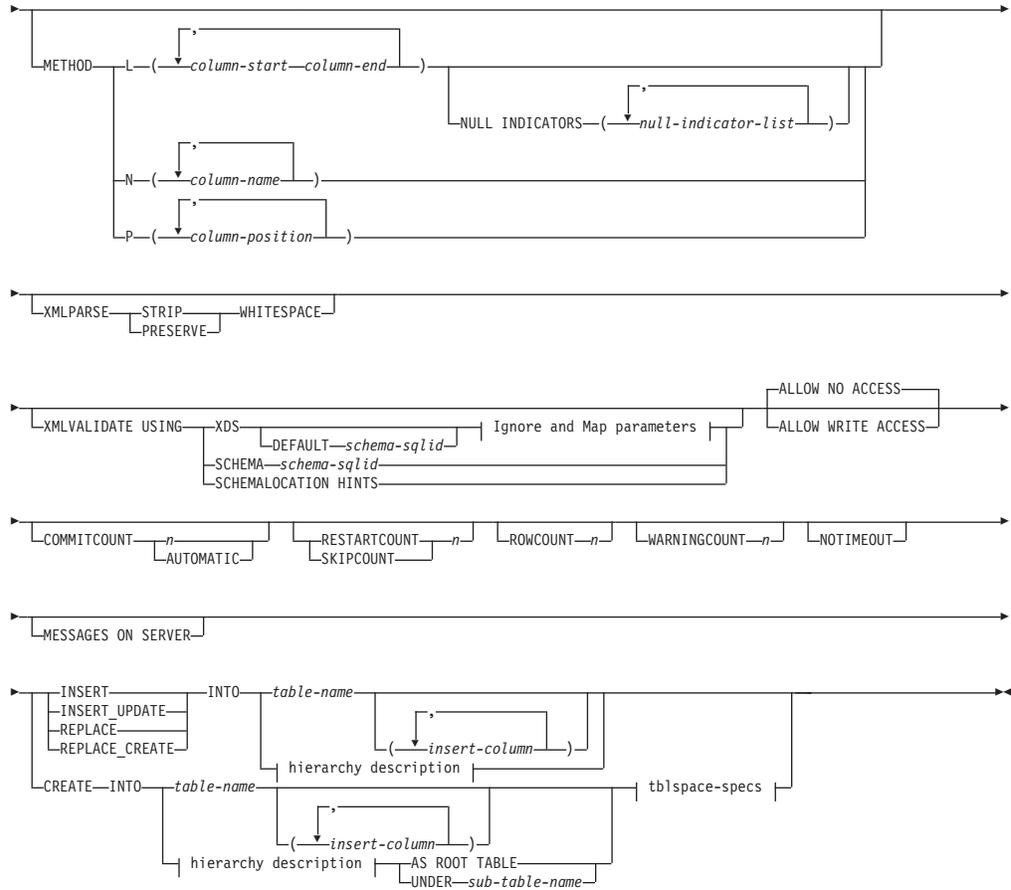 ,
METHOD L ( column-start column-end )
,
NULL INDICATORS ( null-indicator-list )
,
N ( column-name )
,
P ( column-position )
XMLPARSE STRIP WHITESPACE
PRESERVE
ALLOW NO ACCESS
XMLVALIDATE USING XDS Ignore and Map parameters ALLOW WRITE ACCESS
DEFAULT schema-sqlid
SCHEMA schema-sqlid
SCHEMALOCATION HINTS
COMMITCOUNT n RESTARTCOUNT n ROWCOUNT n WARNINGCOUNT n NOTIMEOUT
AUTOMATIC SKIPCOUNT
MESSAGES ON SERVER
INSERT INTO table-name
INSERT_UPDATE ,
REPLACE ( insert-column )
REPLACE_CREATE hierarchy description
CREATE INTO table-name tblspace-specs
,
( insert-column )
hierarchy description AS ROOT TABLE
UNDER sub-table-name